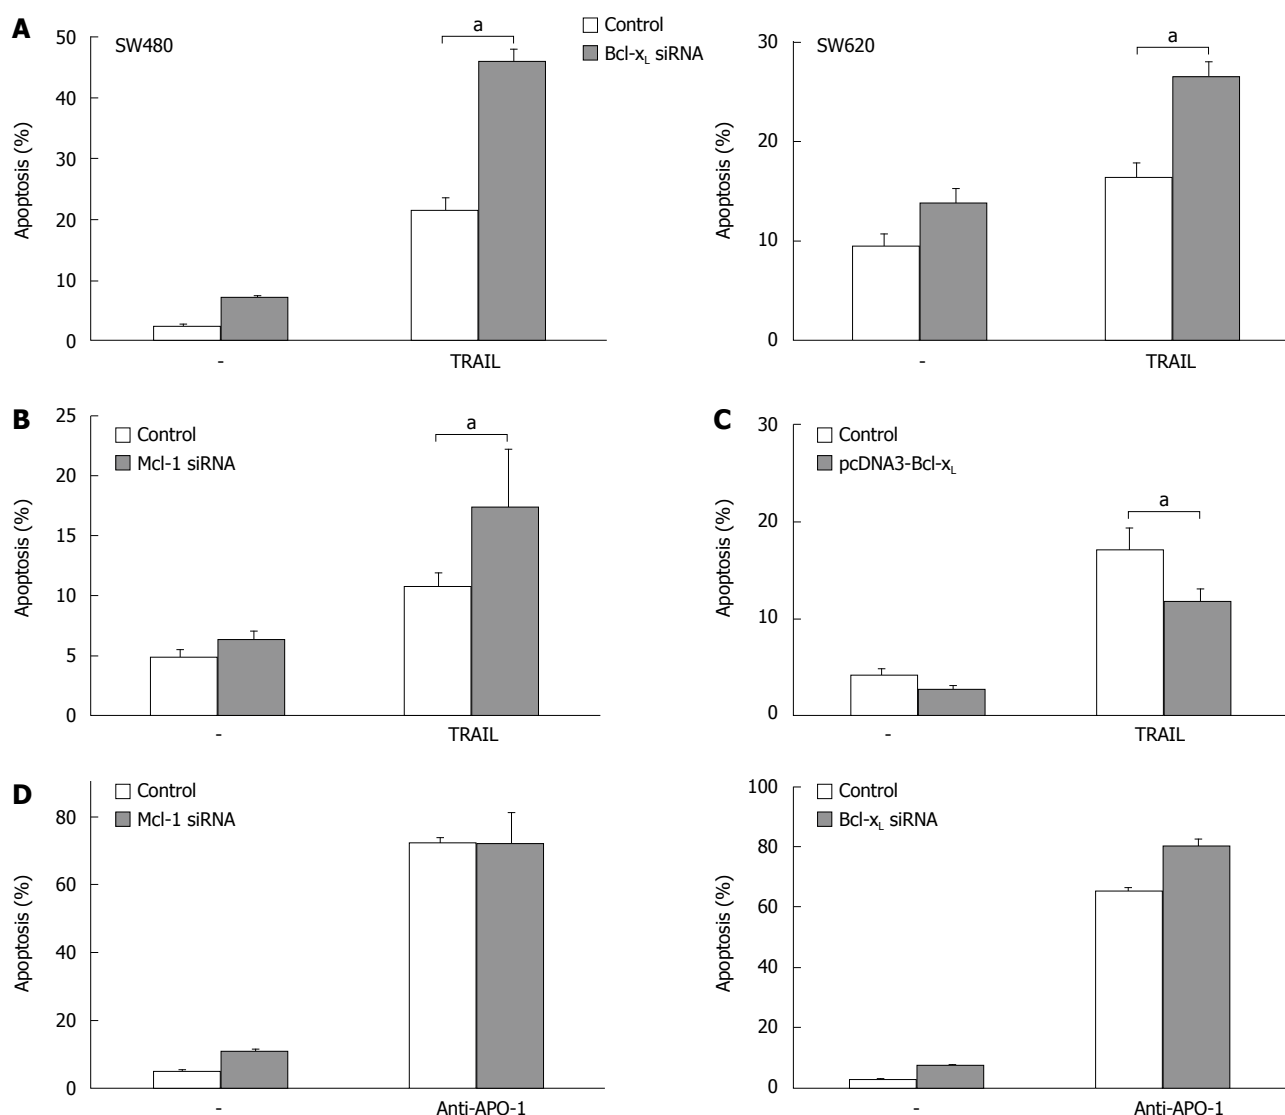 A
SW480
Control
Bcl-xL siRNA
a
Apoptosis (%)
50
40
30
20
10
0
-
TRAIL
SW620
a
Apoptosis (%)
30
20
10
0
-
TRAIL
B
Control
Mcl-1 siRNA
a
Apoptosis (%)
25
20
15
10
5
0
-
TRAIL
C
Control
pcDNA3-Bcl-xL
a
Apoptosis (%)
30
20
10
0
-
TRAIL
D
Control
Mcl-1 siRNA
Apoptosis (%)
80
60
40
20
0
-
Anti-APO-1
Control
Bcl-xL siRNA
Apoptosis (%)
100
80
60
40
20
0
-
Anti-APO-1